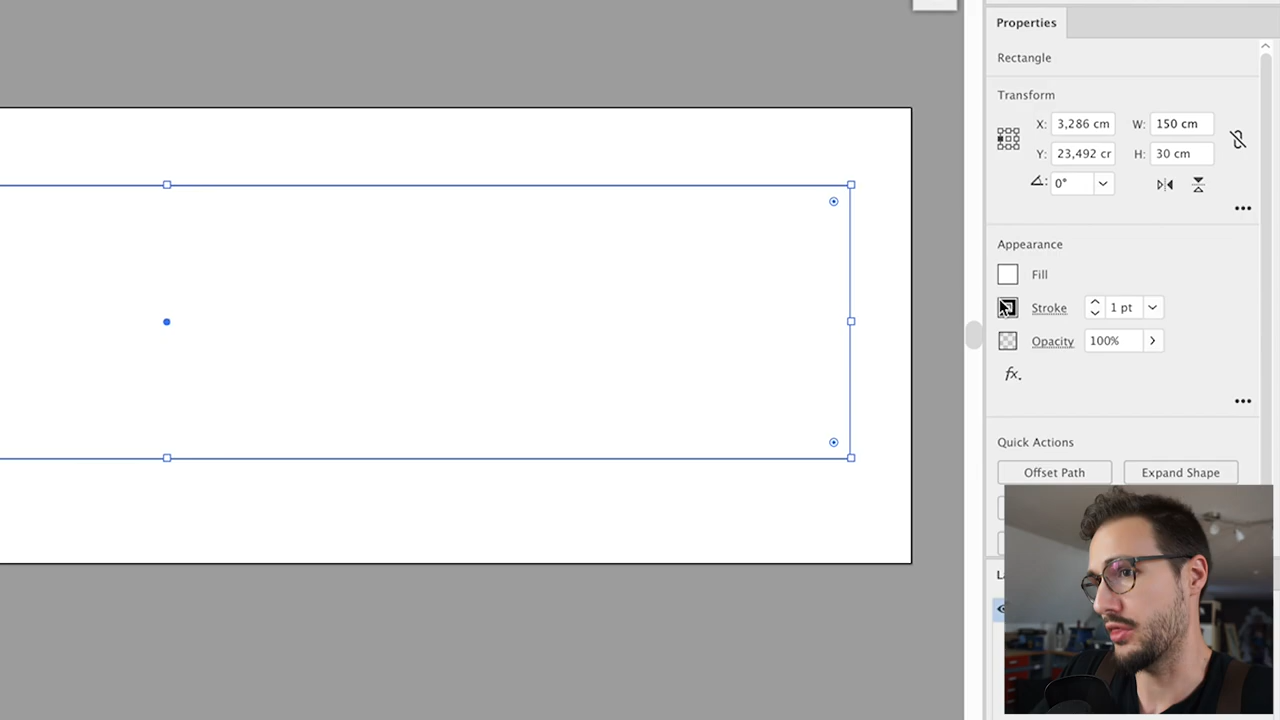 Properties
Rectangle
Transform
X: 3,286 cm W: 150 cm
Y: 23,492 cr H: 30 cm
0°
Appearance
Fill
Stroke 1 pt
Opacity 100%
fx.
Quick Actions
Offset Path Expand Shape